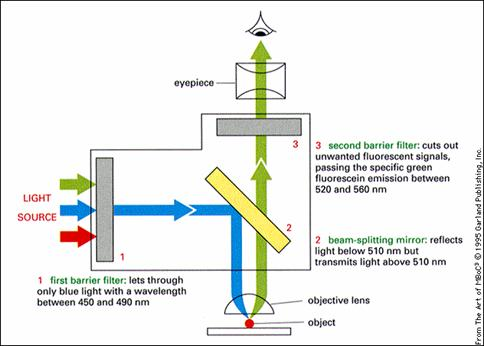 eyepiece
3
3 second barrier filter: cuts out
unwanted fluorescent signals,
passing the specific green
fluorescein emission between
520 and 560 nm
LIGHT
SOURCE
2
2 beam-splitting mirror: reflects
light below 510 nm but
transmits light above 510 nm
1
1 first barrier filter: lets through
only blue light with a wavelength
between 450 and 490 nm
objective lens
object
From The Art of MBoC³ © 1995 Garland Publishing, Inc.